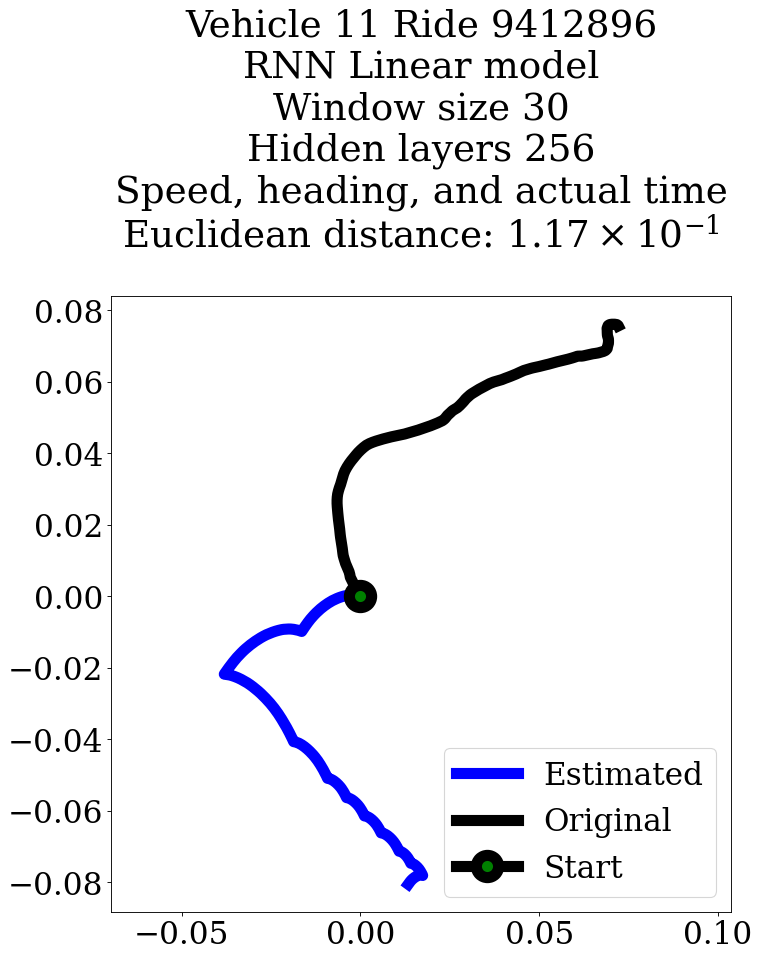 Vehicle 11 Ride 9412896
RNN Linear model
Window size 30
Hidden layers 256
Speed, heading, and actual time
Euclidean distance: 1.17 × 10⁻¹
0.08
0.06
0.04
0.02
0.00
−0.02
−0.04
−0.06
−0.08
Estimated
Original
Start
−0.05 0.00 0.05 0.10